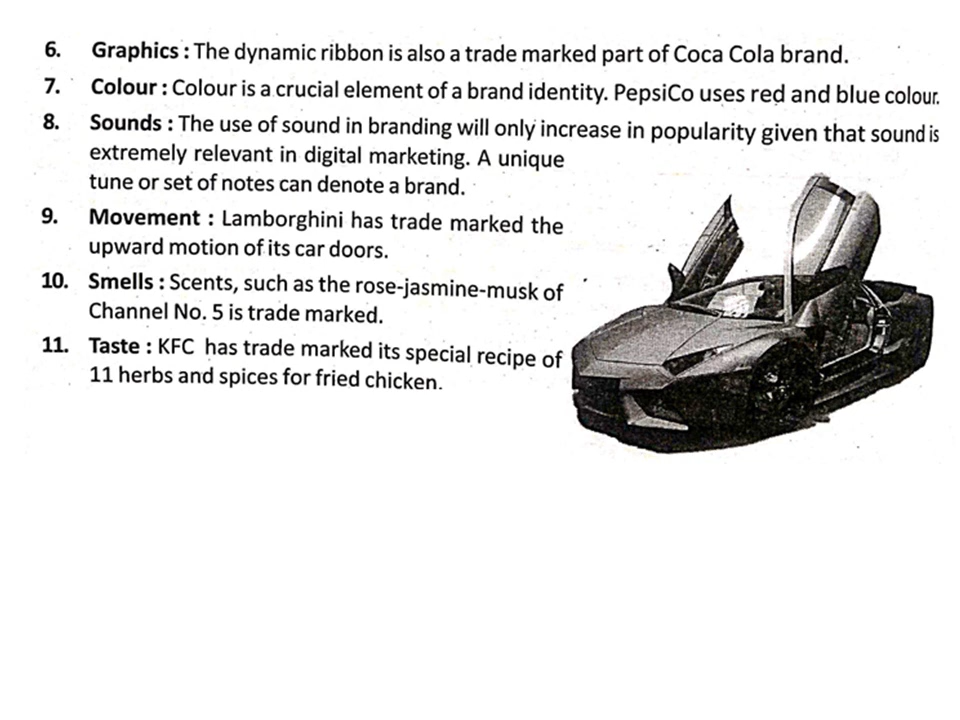 6. Graphics : The dynamic ribbon is also a trade marked part of Coca Cola brand.
7. Colour : Colour is a crucial element of a brand identity. PepsiCo uses red and blue colour.
8. Sounds : The use of sound in branding will only increase in popularity given that sound is
extremely relevant in digital marketing. A unique
tune or set of notes can denote a brand.
9. Movement : Lamborghini has trade marked the
upward motion of its car doors.
10. Smells : Scents, such as the rose-jasmine-musk of
Channel No. 5 is trade marked.
11. Taste : KFC has trade marked its special recipe of
11 herbs and spices for fried chicken.